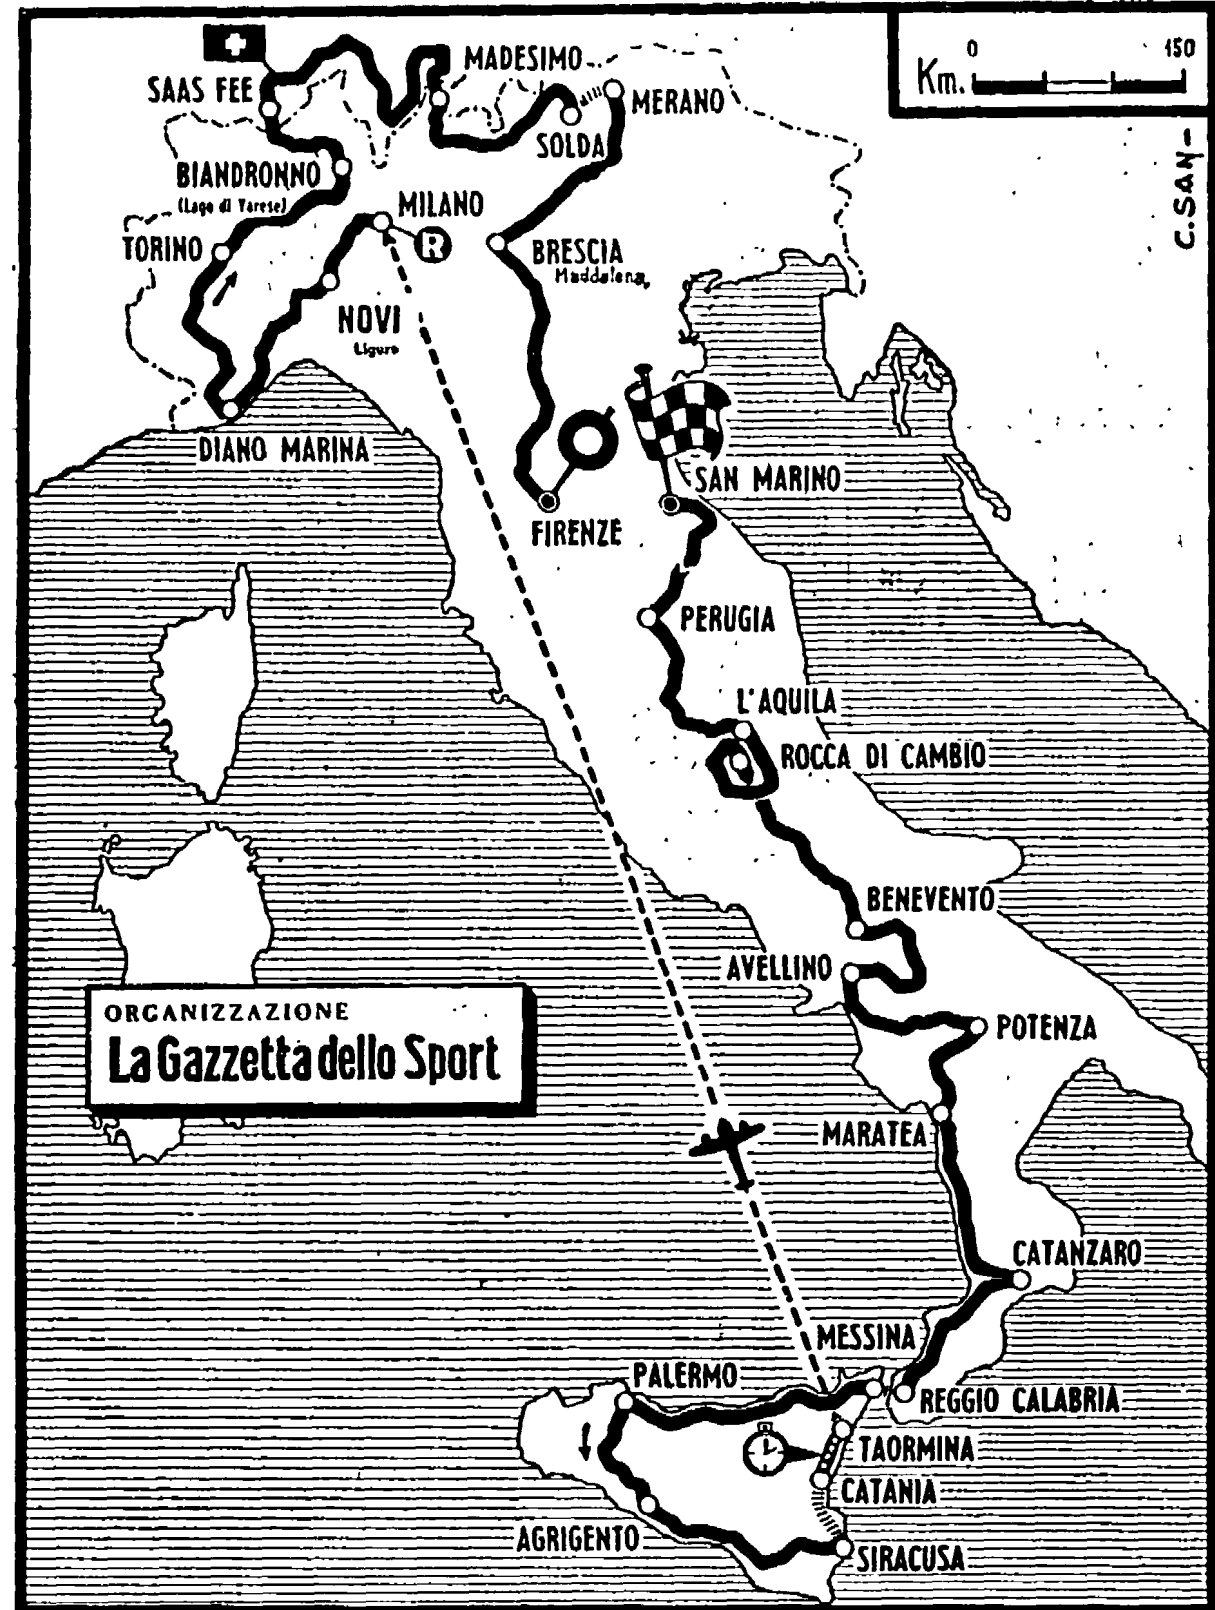 0 150
Km.
C. SAN -
MADESIMO
SAAS FEE
MERANO
SOLDA
BIANDRONNO
(Lago di Varese)
MILANO
R
TORINO
BRESCIA
Maddalena
NOVI
Ligure
DIANO MARINA
SAN MARINO
FIRENZE
PERUGIA
L'AQUILA
ROCCA DI CAMBIO
BENEVENTO
AVELLINO
ORGANIZZAZIONE
La Gazzetta dello Sport
POTENZA
MARATEA
CATANZARO
MESSINA
PALERMO
REGGIO CALABRIA
TAORMINA
CATANIA
AGRIGENTO
SIRACUSA